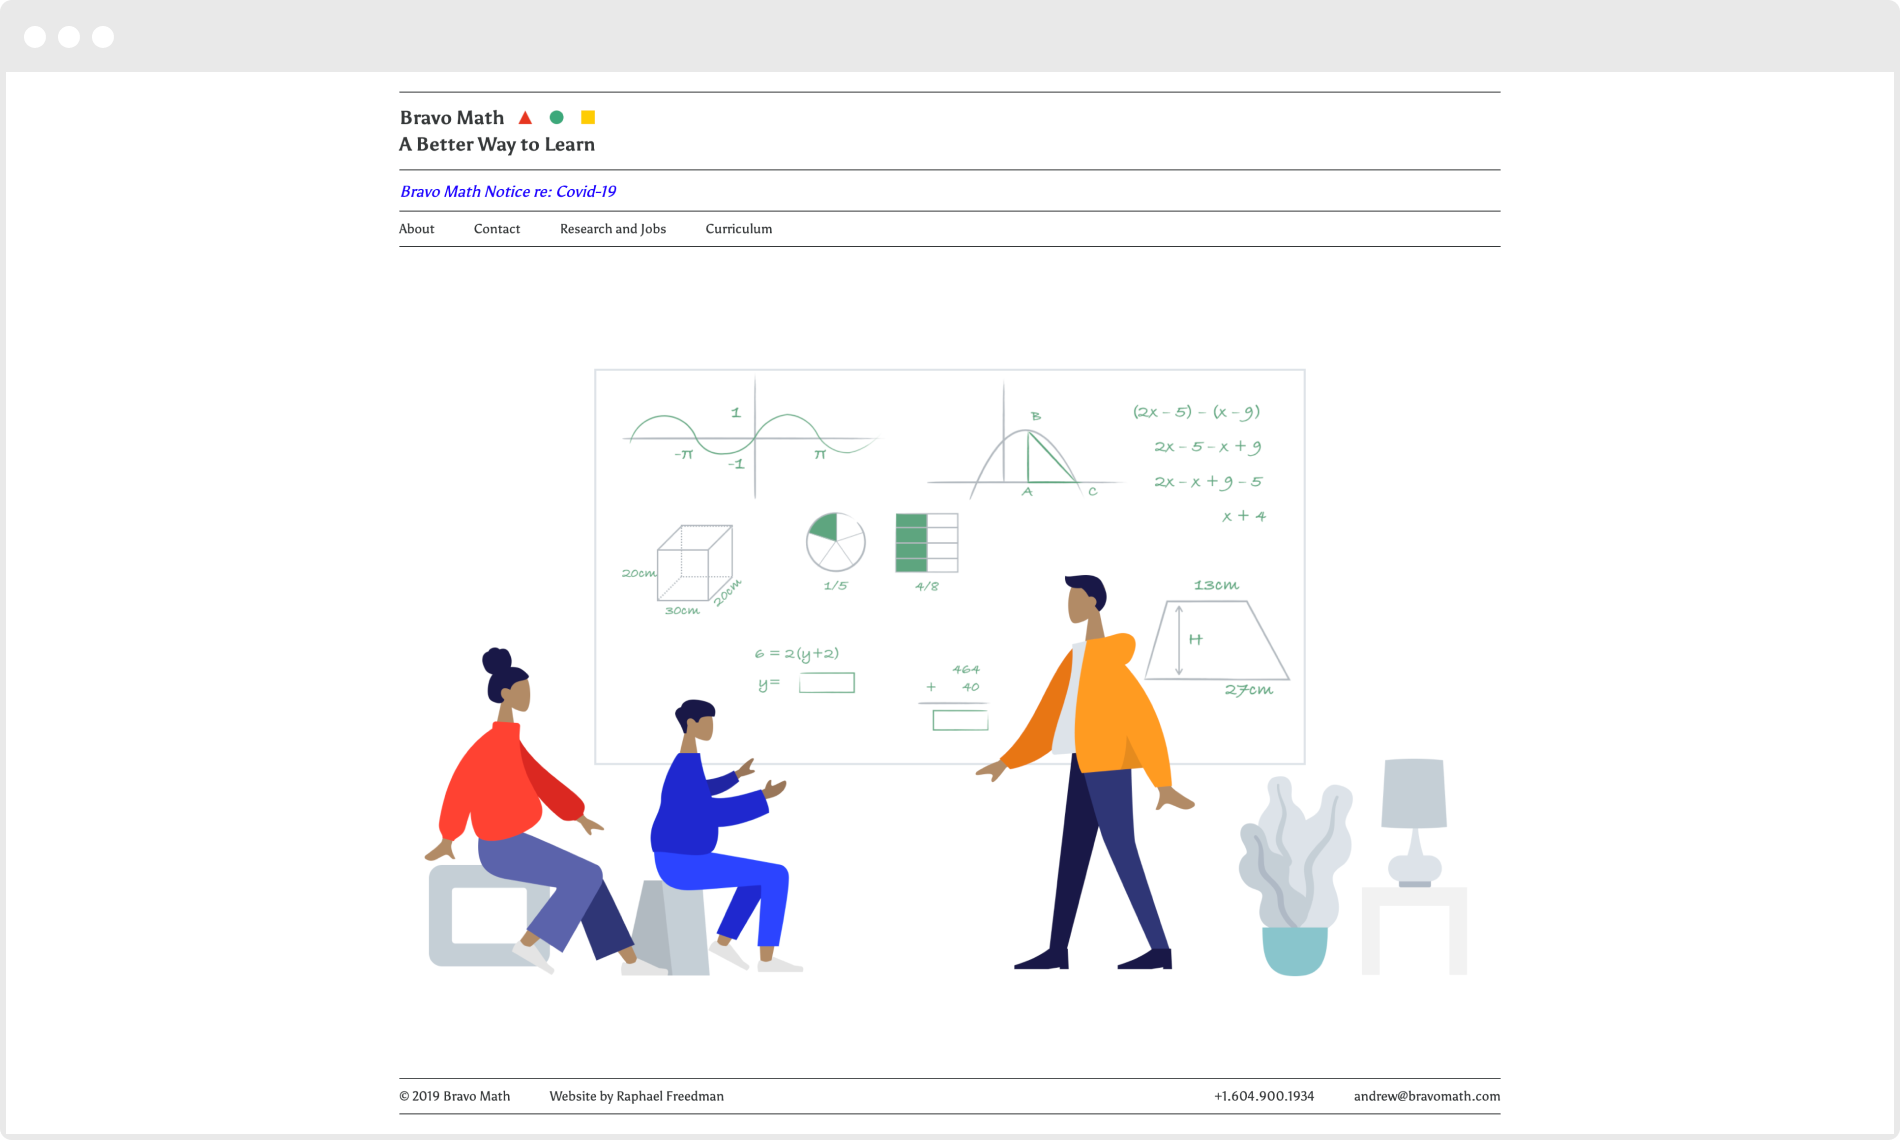 Bravo Math
A Better Way to Learn
Bravo Math Notice re: Covid-19
About Contact Research and Jobs Curriculum
1
-π π
-1
B
A C
(2x - 5) - (x - 9)
2x - 5 - x + 9
2x - x + 9 - 5
x + 4
20cm
30cm
20cm
1/5
4/8
13cm
H
27cm
6 = 2(y+2)
y=
464
+ 40
© 2019 Bravo Math Website by Raphael Freedman +1.604.900.1934 andrew@bravomath.com